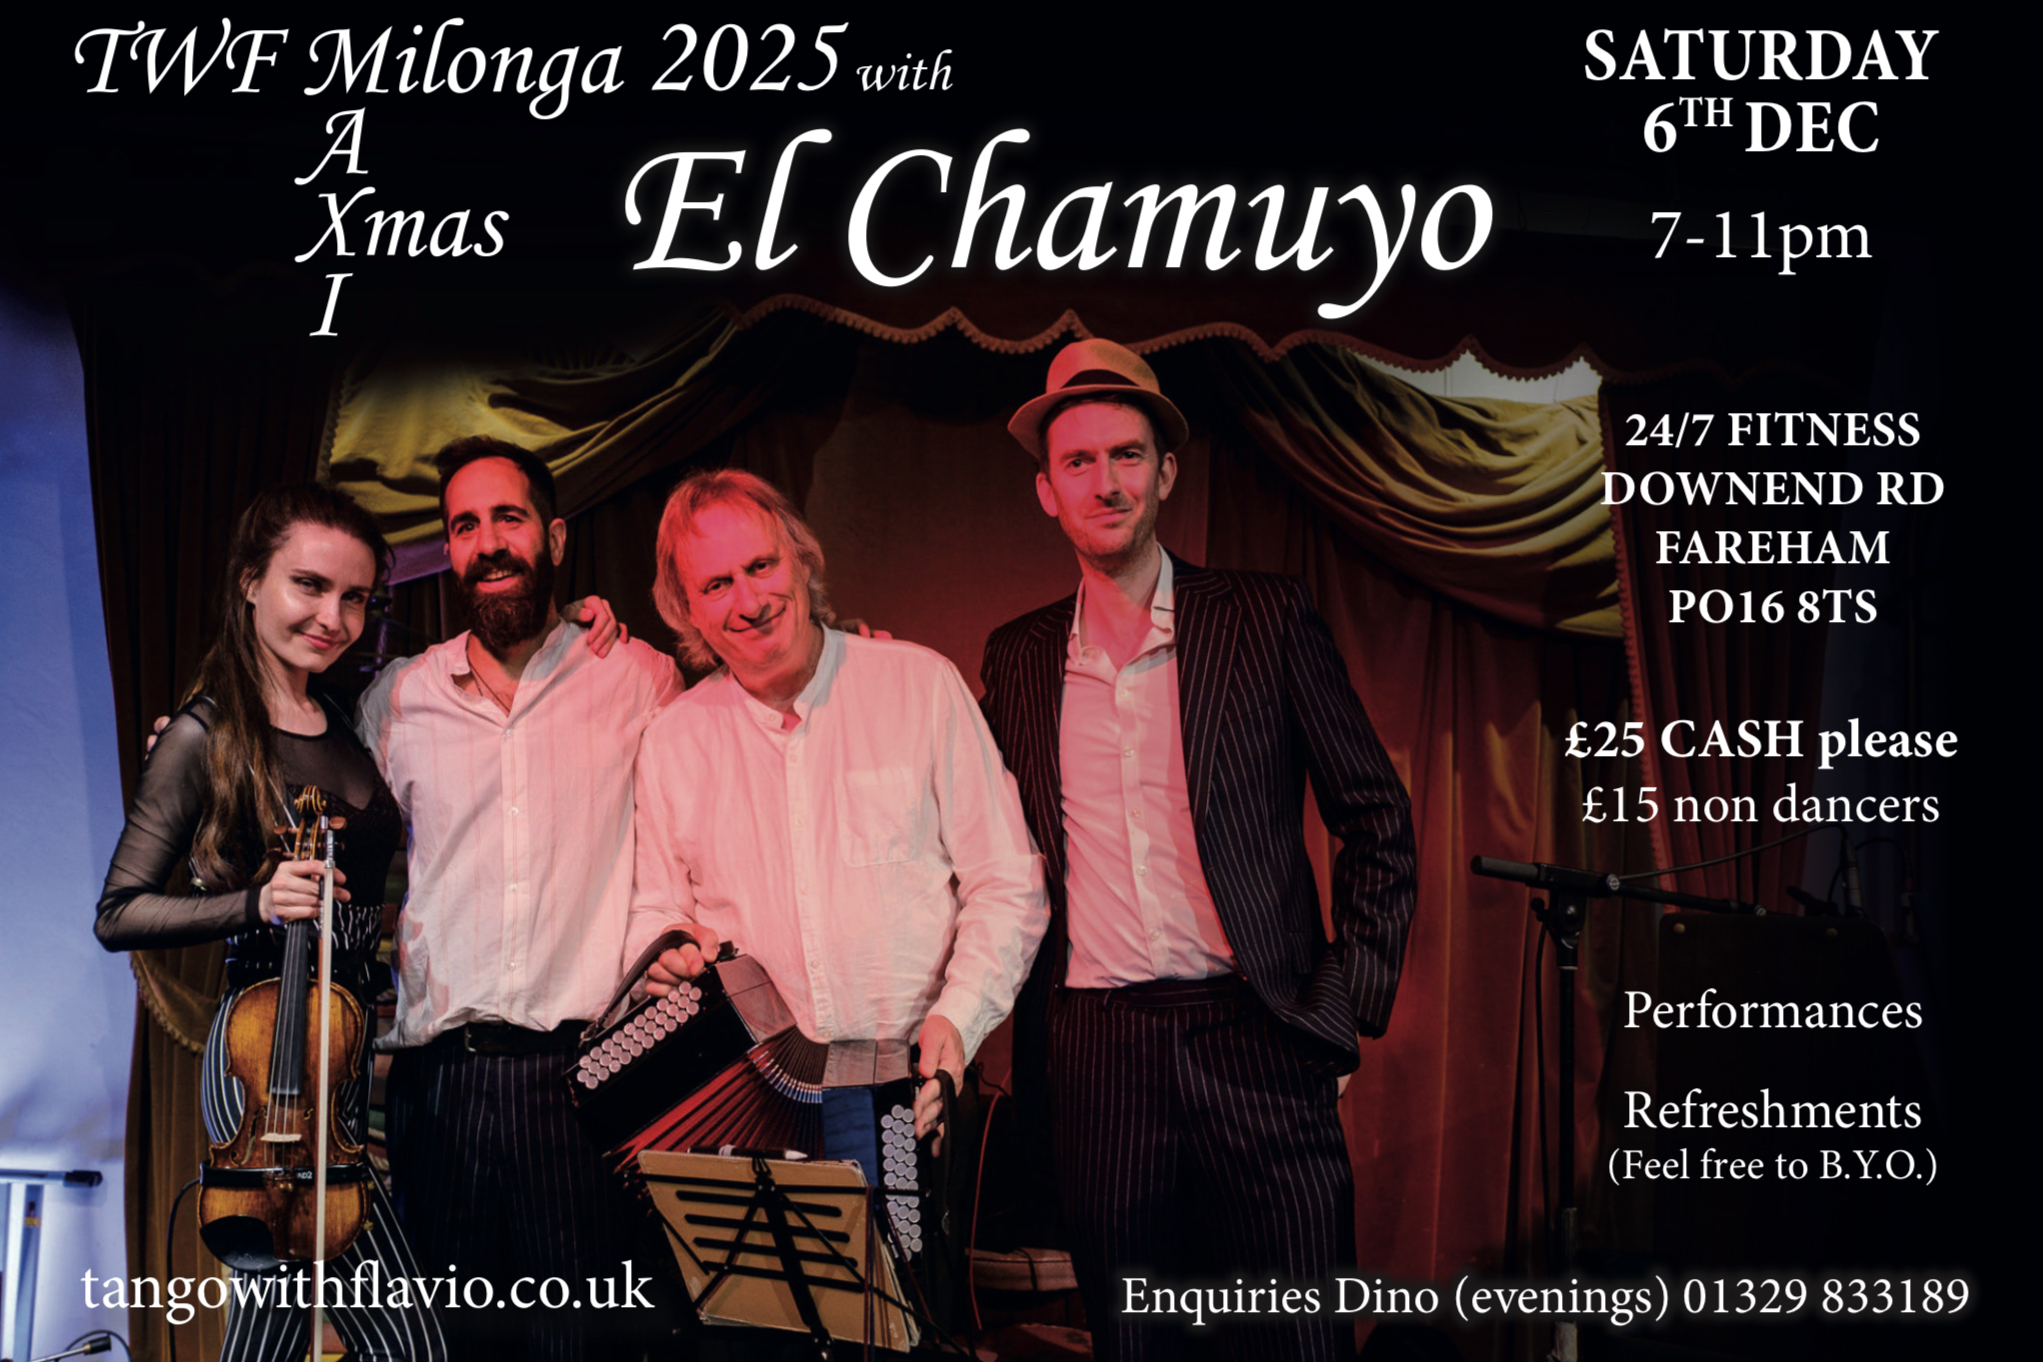 TWF Milonga 2025 with
A
Xmas
I
El Chamuyo
SATURDAY
6TH DEC
7-11pm
24/7 FITNESS
DOWNEND RD
FAREHAM
PO16 8TS
£25 CASH please
£15 non dancers
Performances
Refreshments
(Feel free to B.Y.O.)
tangowithflavio.co.uk
Enquiries Dino (evenings) 01329 833189